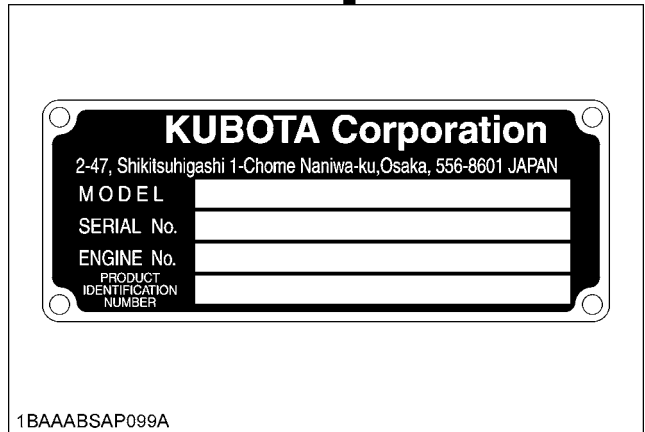 KUBOTA Corporation
2-47, Shikitsuhigashi 1-Chome Naniwa-ku,Osaka, 556-8601 JAPAN
MODEL
SERIAL No.
ENGINE No.
PRODUCT
IDENTIFICATION
NUMBER
1BAAABSAP099A